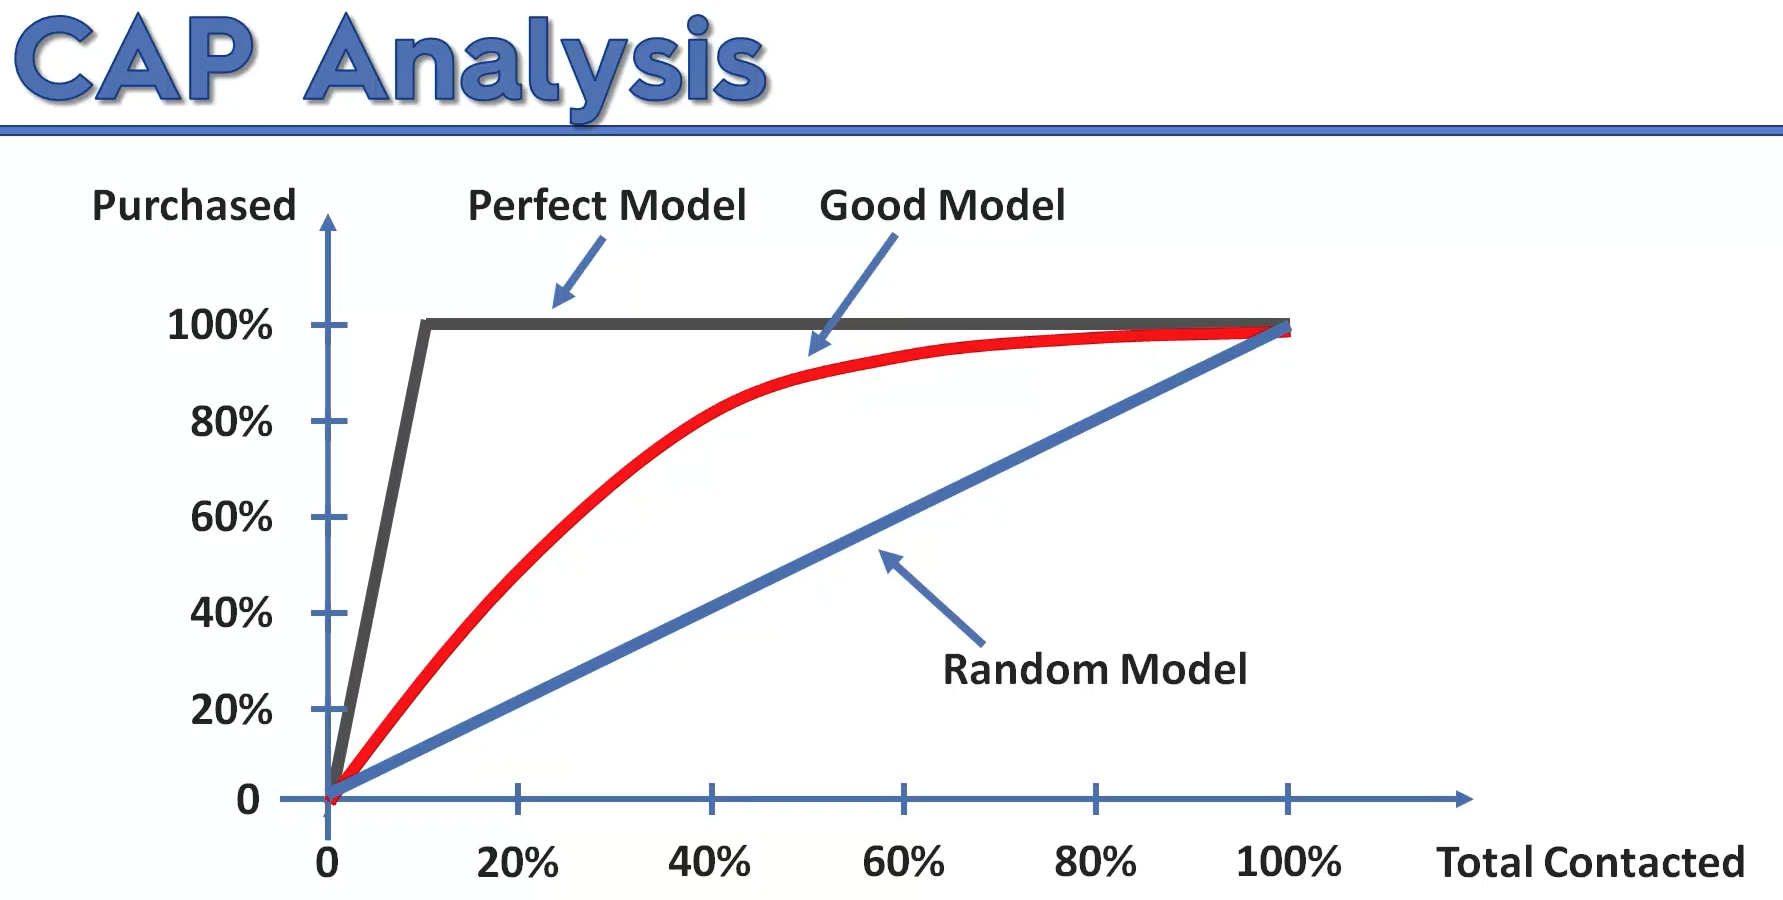 CAP Analysis
Purchased
Perfect Model
Good Model
100%
80%
60%
40%
20%
0
Random Model
0
20%
40%
60%
80%
100%
Total Contacted